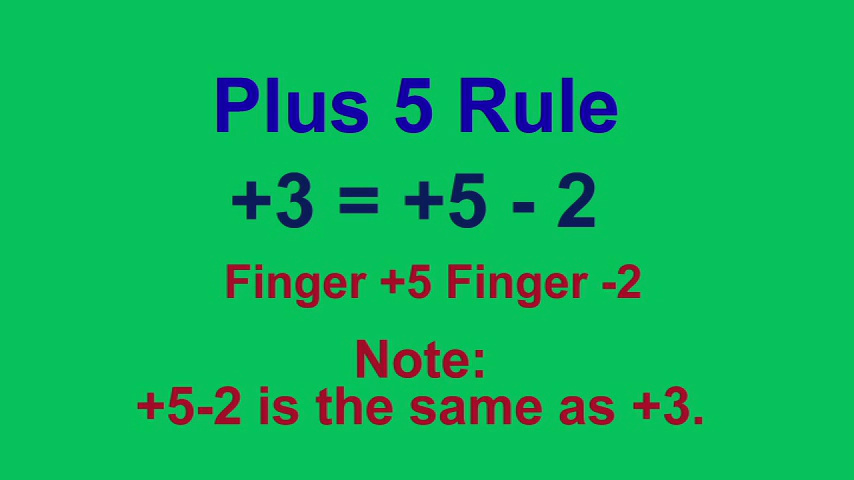 Plus 5 Rule
+3 = +5 - 2
Finger +5 Finger -2
Note:
+5-2 is the same as +3.